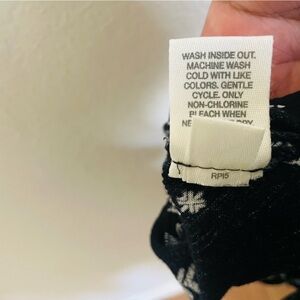 WASH INSIDE OUT.
MACHINE WASH
COLD WITH LIKE
COLORS. GENTLE
CYCLE. ONLY
NON-CHLORINE
BLEACH WHEN
RPI5